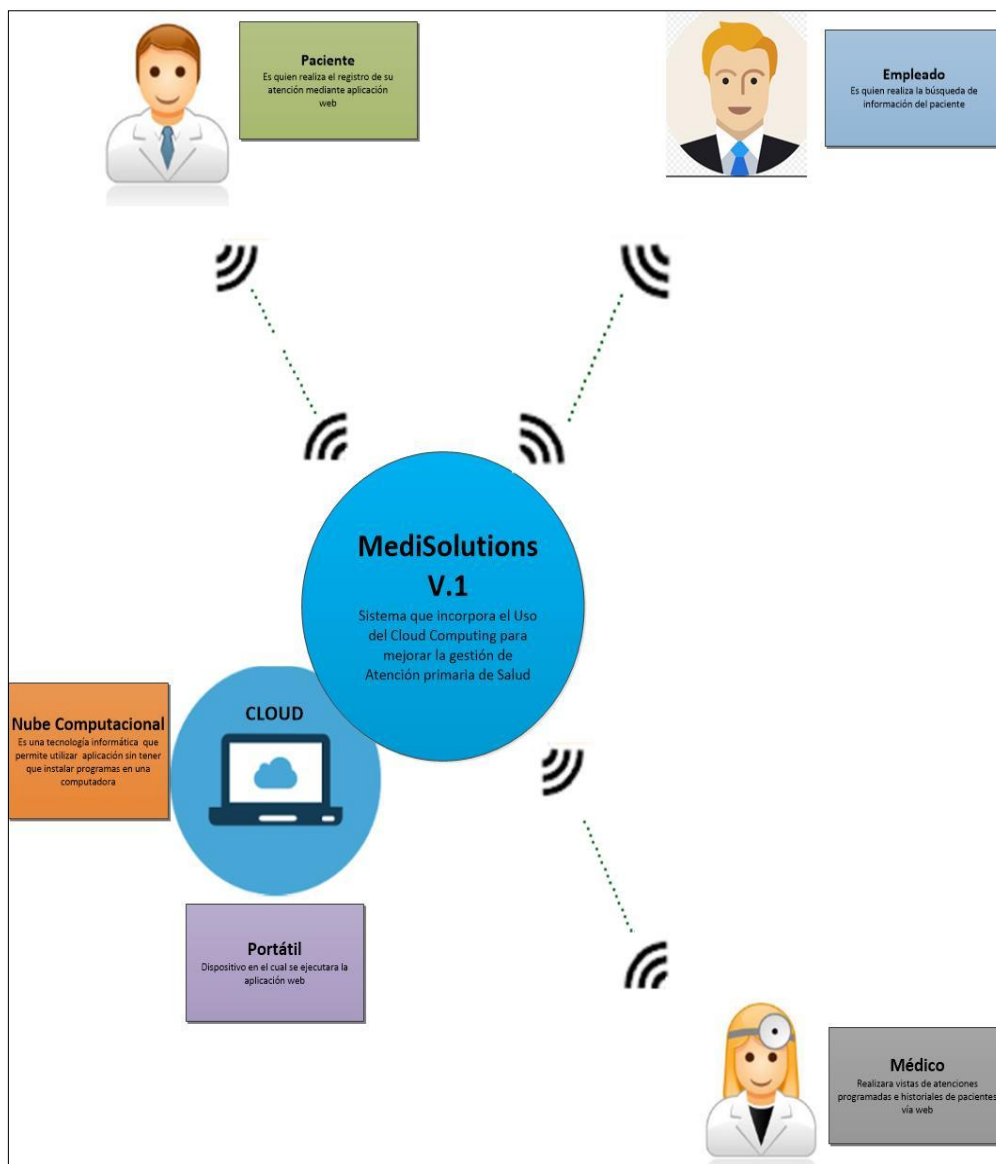 Paciente
Es quien realiza el registro de su
atención mediante aplicación
web
Empleado
Es quien realiza la búsqueda de
información del paciente
MediSolutions
V.1
Sistema que incorpora el Uso
del Cloud Computing para
mejorar la gestión de
Atención primaria de Salud
CLOUD
Nube Computacional
Es una tecnología informática que
permite utilizar aplicación sin tener
que instalar programas en una
computadora
Portátil
Dispositivo en el cual se ejecutara la
aplicación web
Médico
Realizara vistas de atenciones
programadas e historiales de pacientes
vía web